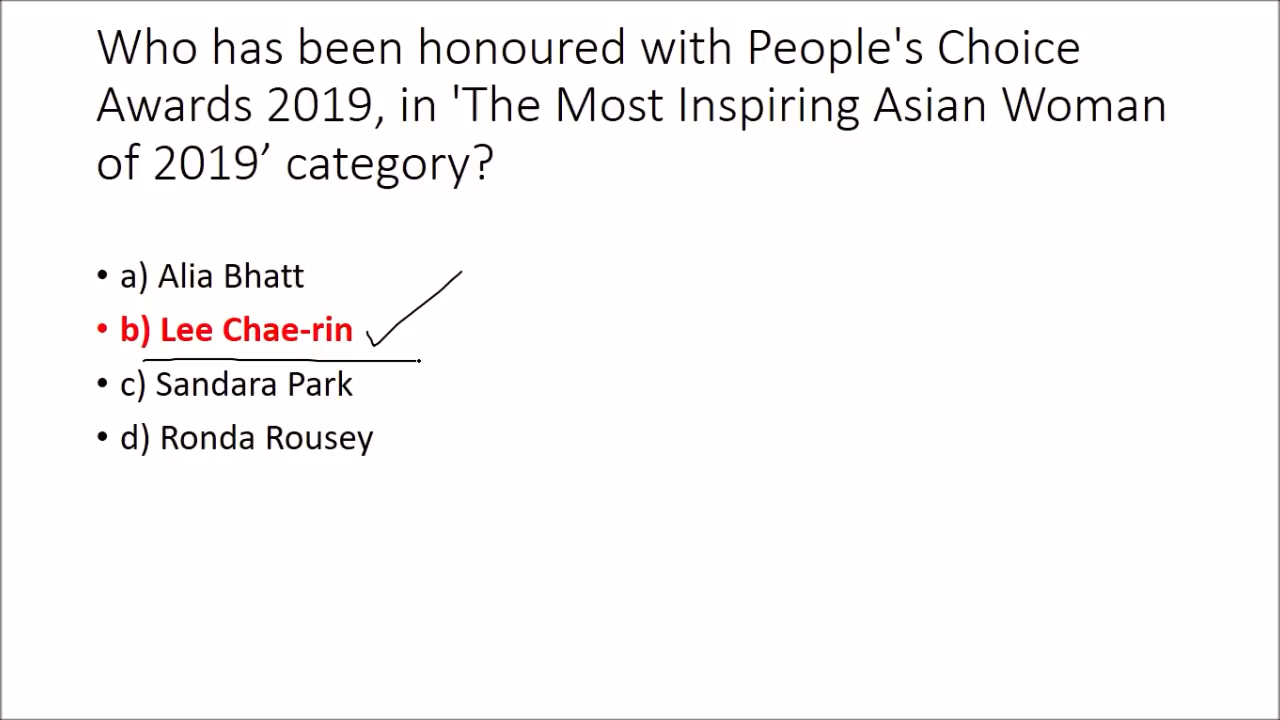 Who has been honoured with People's Choice
Awards 2019, in 'The Most Inspiring Asian Woman
of 2019’ category?
• a) Alia Bhatt
• b) Lee Chae-rin
• c) Sandara Park
• d) Ronda Rousey